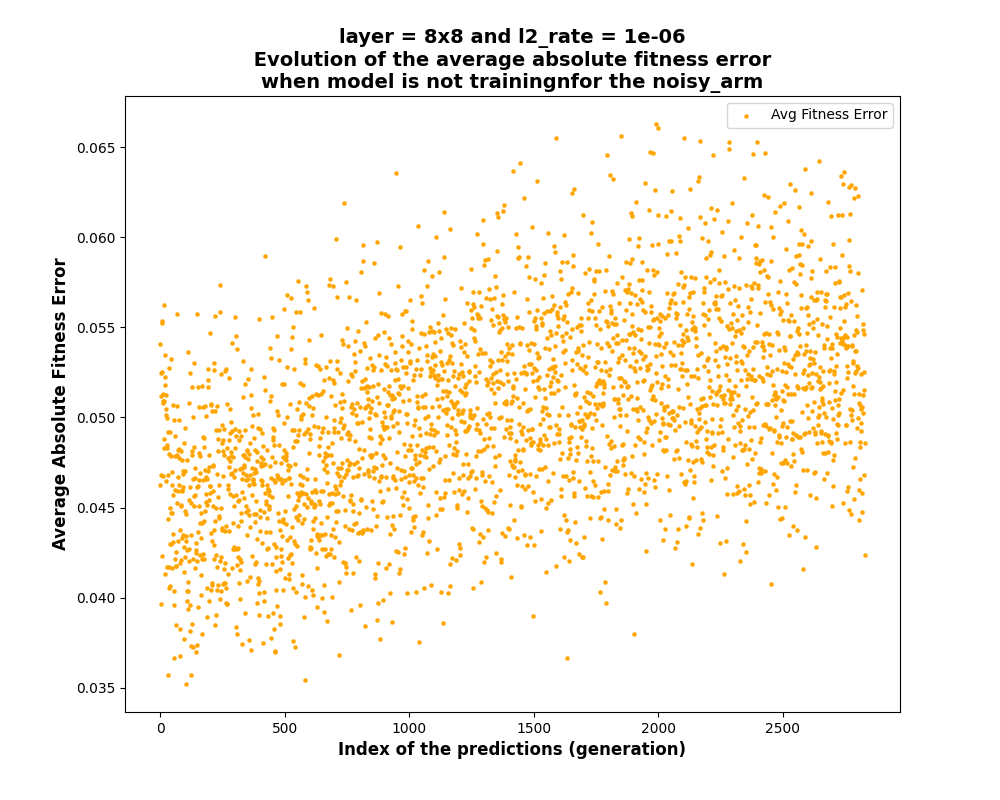 layer = 8x8 and l2_rate = 1e-06
Evolution of the average absolute fitness error
when model is not trainingnfor the noisy_arm
Avg Fitness Error
0.065
0.060
0.055
0.050
0.045
0.040
0.035
Average Absolute Fitness Error
0 500 1000 1500 2000 2500
Index of the predictions (generation)